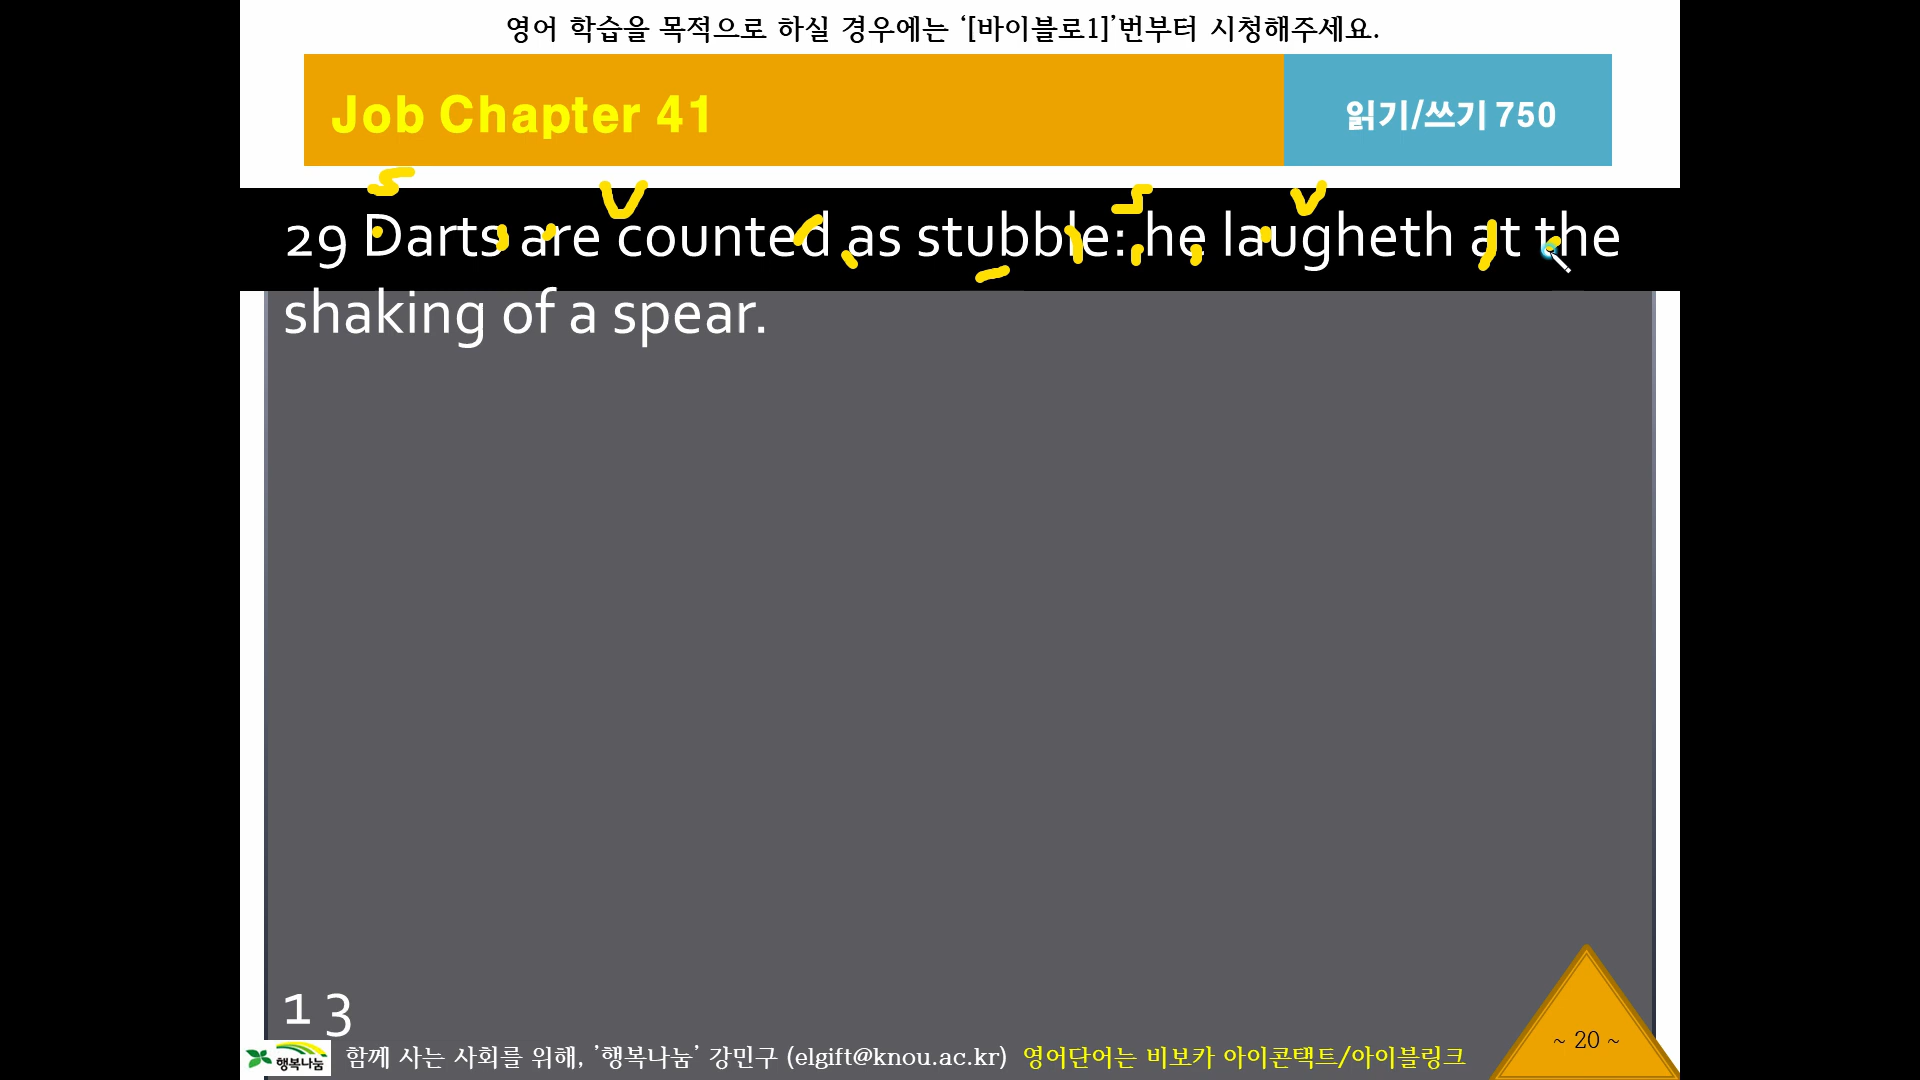 영어 학습을 목적으로 하실 경우에는 ‘[바이블로1]’번부터 시청해주세요.
Job Chapter 41
읽기/쓰기 750
S V S V
29 Darts are counted as stubble: he laugheth at the
shaking of a spear.
13
~ 20 ~
행복나눔 함께 사는 사회를 위해, ’행복나눔’ 강민구 (elgift@knou.ac.kr) 영어단어는 비보카 아이콘택트/아이블링크